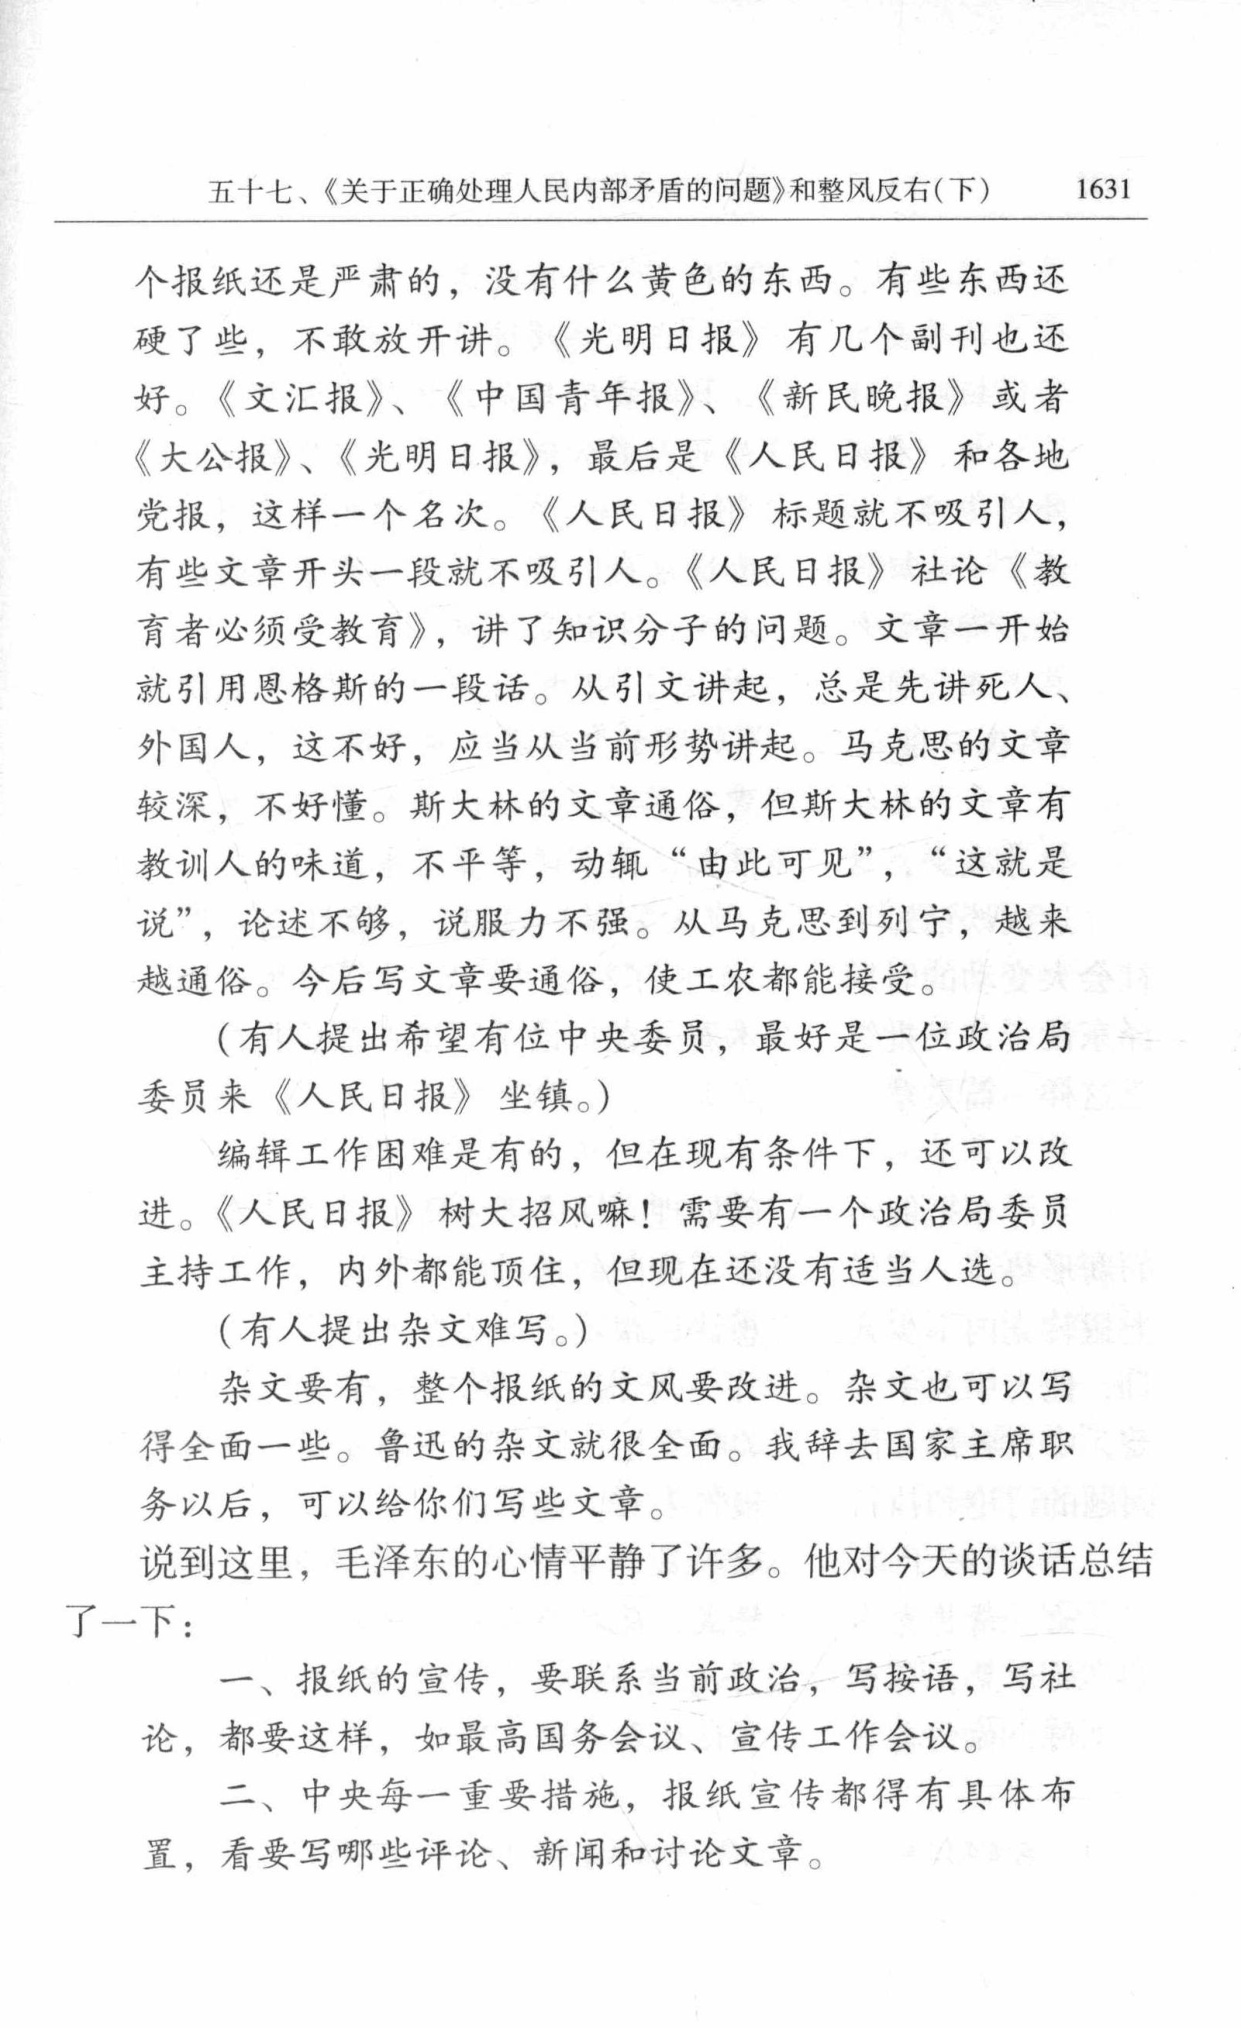 五十七、《关于正确处理人民内部矛盾的问题》和整风反右(下) 1631
个报纸还是严肃的，没有什么黄色的东西。有些东西还
硬了些，不敢放开讲。《光明日报》有几个副刊也还
好。《文汇报》、《中国青年报》、《新民晚报》或者
《大公报》、《光明日报》，最后是《人民日报》和各地
党报，这样一个名次。《人民日报》标题就不吸引人，
有些文章开头一段就不吸引人。《人民日报》社论《教
育者必须受教育》，讲了知识分子的问题。文章一开始
就引用恩格斯的一段话。从引文讲起，总是先讲死人、
外国人，这不好，应当从当前形势讲起。马克思的文章
较深，不好懂。斯大林的文章通俗，但斯大林的文章有
教训人的味道，不平等，动辄“由此可见”，“这就是
说”，论述不够，说服力不强。从马克思到列宁，越来
越通俗。今后写文章要通俗，使工农都能接受。
(有人提出希望有位中央委员，最好是一位政治局
委员来《人民日报》坐镇。)
编辑工作困难是有的，但在现有条件下，还可以改
进。《人民日报》树大招风嘛！需要有一个政治局委员
主持工作，内外都能顶住，但现在还没有适当人选。
(有人提出杂文难写。)
杂文要有，整个报纸的文风要改进。杂文也可以写
得全面一些。鲁迅的杂文就很全面。我辞去国家主席职
务以后，可以给你们写些文章。
说到这里，毛泽东的心情平静了许多。他对今天的谈话总结
了一下：
一、报纸的宣传，要联系当前政治，写按语，写社
论，都要这样，如最高国务会议、宣传工作会议。
二、中央每一重要措施，报纸宣传都得有具体布
置，看要写哪些评论、新闻和讨论文章。